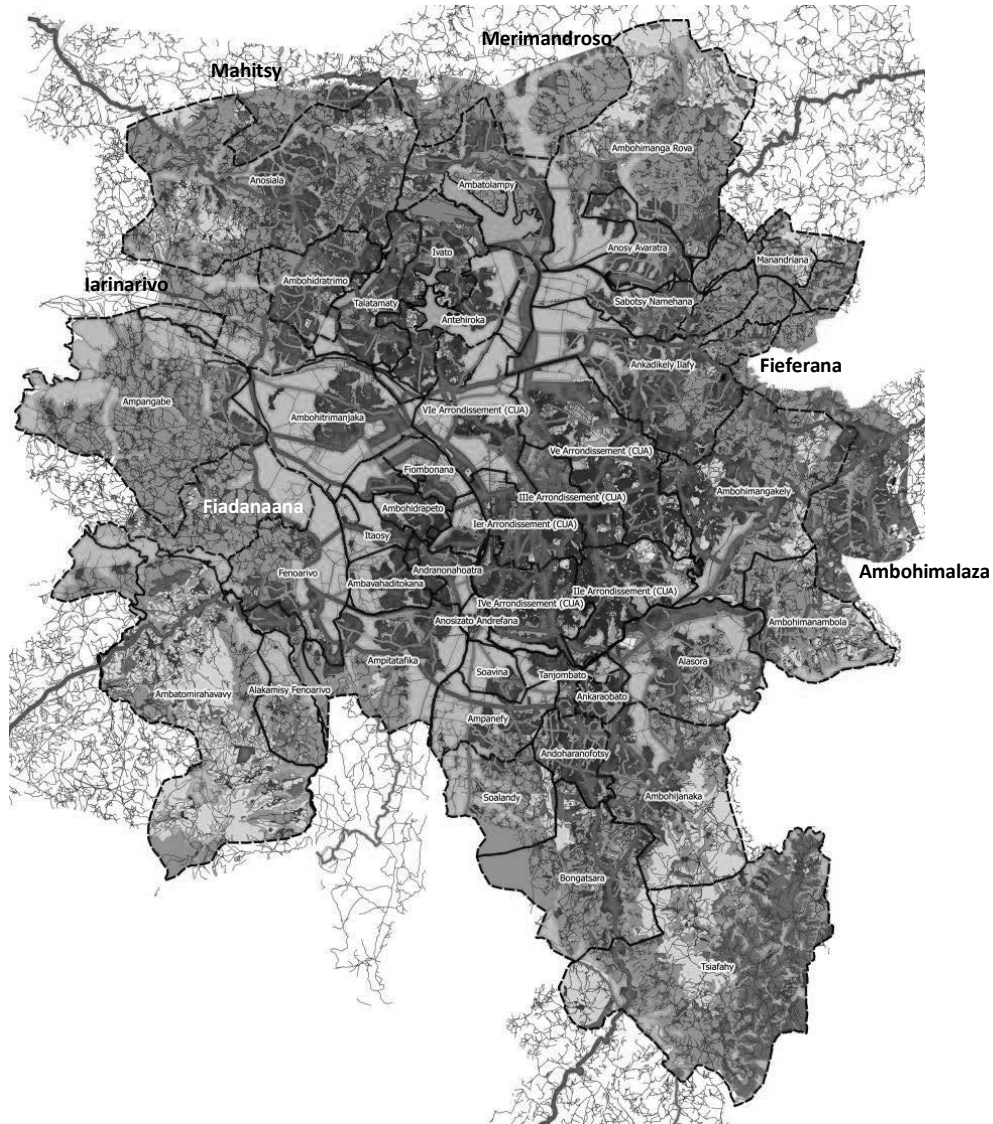 Merimandroso
Mahitsy
Ambohimanga Rova
Anosiala
Ambatolampy
Anosy Avaratra
Ivato
Manandriana
Ambohidratrimo
Iarinarivo
Talatamaty
Sabotsy Namehana
Antehiroka
Ankadikely Ilafy
Fieferana
Ampangabe
VIe Arrondissement (CUA)
Ambohitrimanjaka
Ve Arrondissement (CUA)
Fiombonana
Ambohimangakely
IIIe Arrondissement (CUA)
Fiadanaana
Ambohidrapeto
Ier Arrondissement (CUA)
Itaosy
Andranonahoatra
Ambohimalaza
Fenoarivo
Ambavahaditokana
IIe Arrondissement (CUA)
IVe Arrondissement (CUA)
Anosizato Andrefana
Ambohimanambola
Ampitatafika
Alasora
Soavina
Tanjombato
Ambatomirahavavy
Alakamisy Fenoarivo
Ankaraobato
Ampanefy
Andoharanofotsy
Soalandy
Ambohijanaka
Bongatsara
Tsiafahy